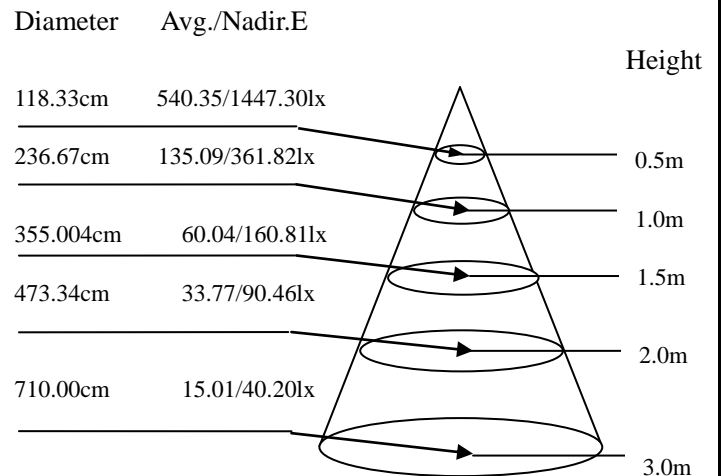 Diameter Avg./Nadir.E
Height
118.33cm 540.35/1447.30lx
0.5m
236.67cm 135.09/361.82lx
1.0m
355.004cm 60.04/160.81lx
1.5m
473.34cm 33.77/90.46lx
2.0m
710.00cm 15.01/40.20lx
3.0m